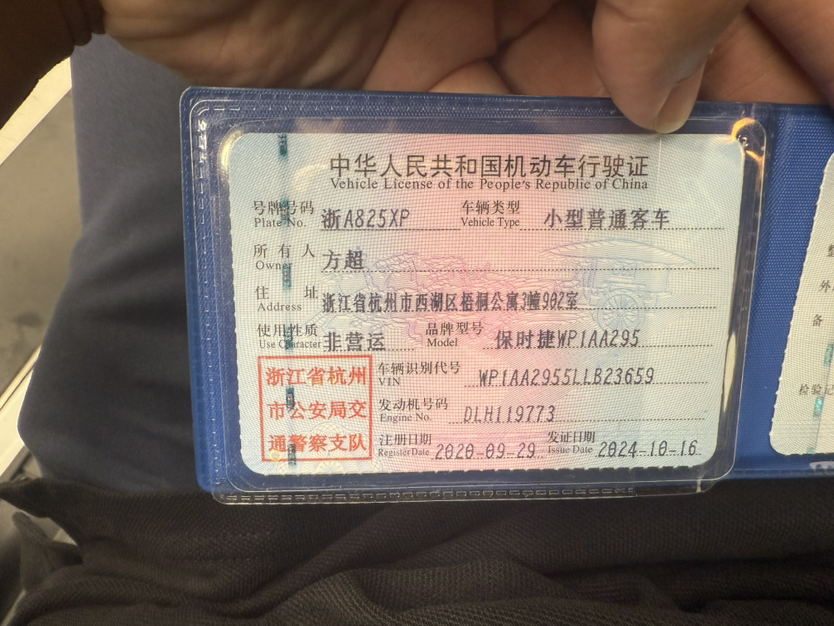 中华人民共和国机动车行驶证
Vehicle License of the People's Republic of China
号牌号码 浙A825XP 车辆类型 小型普通客车
Plate No. Vehicle Type
所有人 方超
Owner
住址 浙江省杭州市西湖区梧桐公寓3幢902室
Address
使用性质 非营运 品牌型号 保时捷WP1AA295
Use Character Model
浙江省杭州
市公安局交
通警察支队
车辆识别代号 WP1AA2955LLB23659
VIN
发动机号码 DLH119773
Engine No.
注册日期 2020-09-29 发证日期 2024-10-16
Register Date Issue Date
备
检验记